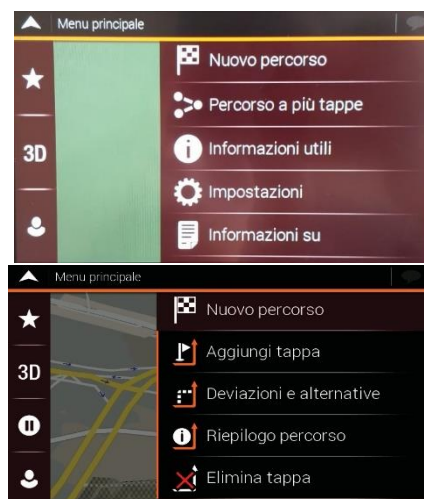 Menu principale
Nuovo percorso
Percorso a più tappe
3D
Informazioni utili
Impostazioni
Informazioni su
Menu principale
Nuovo percorso
Aggiungi tappa
3D
Deviazioni e alternative
Riepilogo percorso
Elimina tappa